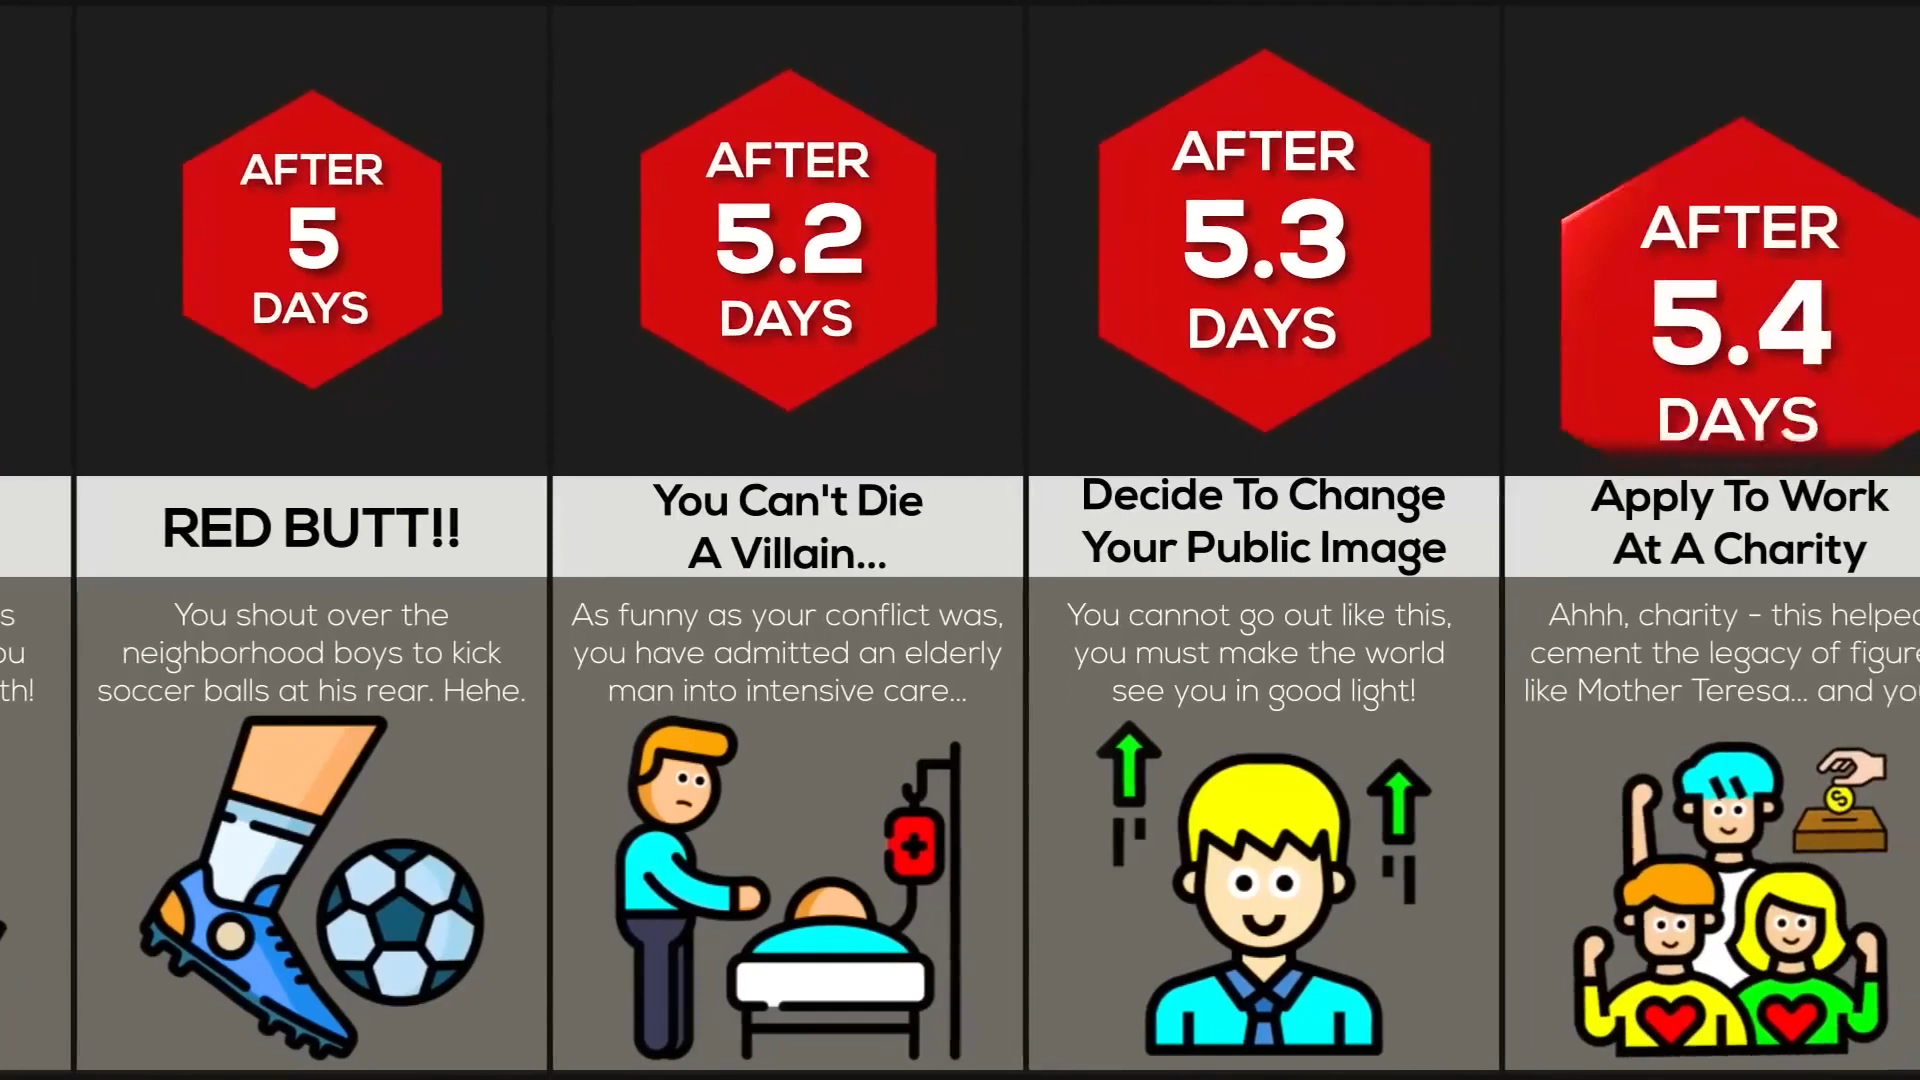 s
ou
th!
AFTER
5
DAYS
RED BUTT!!
You shout over the
neighborhood boys to kick
soccer balls at his rear. Hehe.
AFTER
5.2
DAYS
You Can't Die
A Villain...
As funny as your conflict was,
you have admitted an elderly
man into intensive care...
AFTER
5.3
DAYS
Decide To Change
Your Public Image
You cannot go out like this,
you must make the world
see you in good light!
AFTER
5.4
DAYS
Apply To Work
At A Charity
Ahhh, charity - this helped
cement the legacy of figure
like Mother Teresa... and you